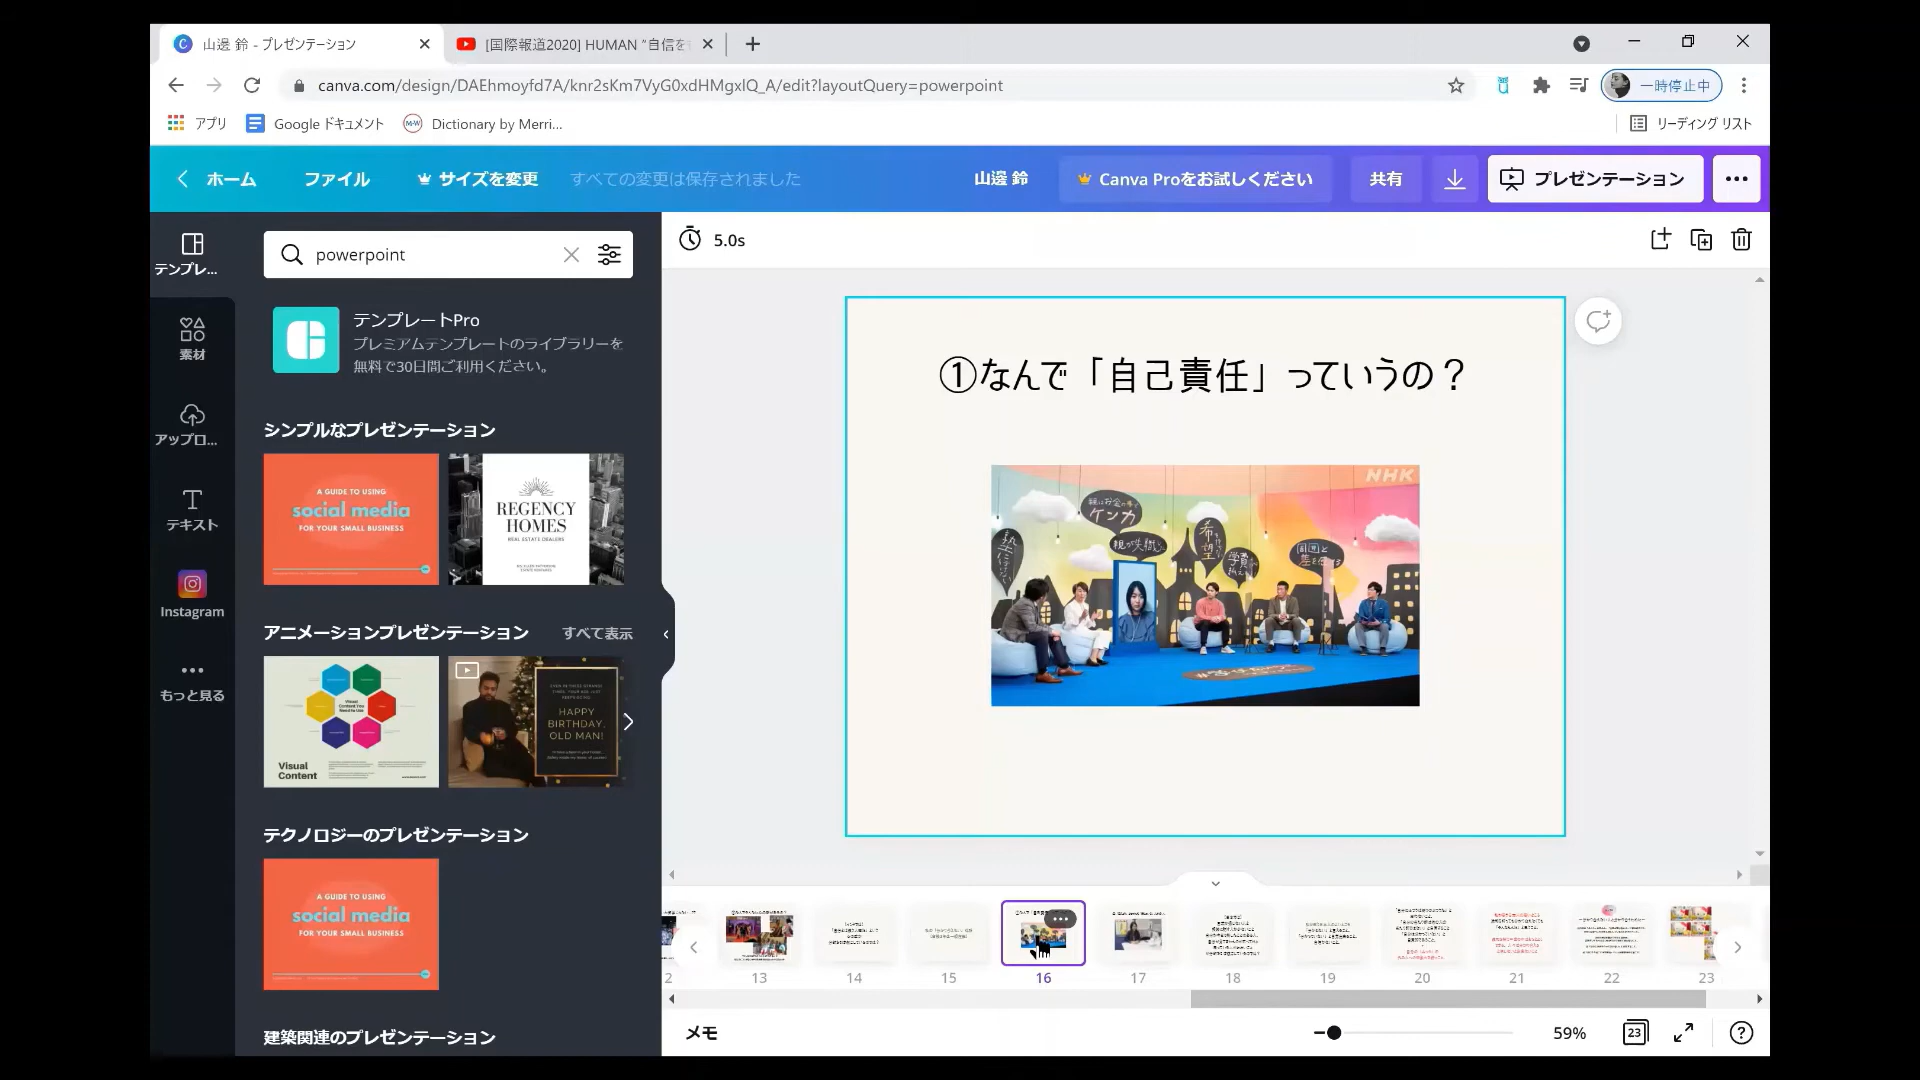 山邊 鈴 - プレゼンテーション
[国際報道2020] HUMAN “自信を
canva.com/design/DAEhmoyfd7A/knr2sKm7VyG0xdHMgxlQ_A/edit?layoutQuery=powerpoint
一時停止中
アプリ
Google ドキュメント
Dictionary by Merri...
リーディング リスト
ホーム
ファイル
サイズを変更
すべての変更は保存されました
山邊 鈴
Canva Proをお試しください
共有
プレゼンテーション
テンプレ...
素材
アップロ...
テキスト
Instagram
もっと見る
powerpoint
テンプレートPro
プレミアムテンプレートのライブラリーを
無料で30日間ご利用ください。
シンプルなプレゼンテーション
A GUIDE TO USING
social media
FOR YOUR SMALL BUSINESS
REGENCY
HOMES
REAL ESTATE DEALERS
アニメーションプレゼンテーション
すべて表示
Visual
Content
HAPPY
BIRTHDAY,
OLD MAN!
テクノロジーのプレゼンテーション
A GUIDE TO USING
social media
FOR YOUR SMALL BUSINESS
建築関連のプレゼンテーション
5.0s
①なんで「自己責任」っていうの？
NHK
ケンカ
希望
2
13
14
15
16
17
18
19
20
21
22
23
メモ
59%
23